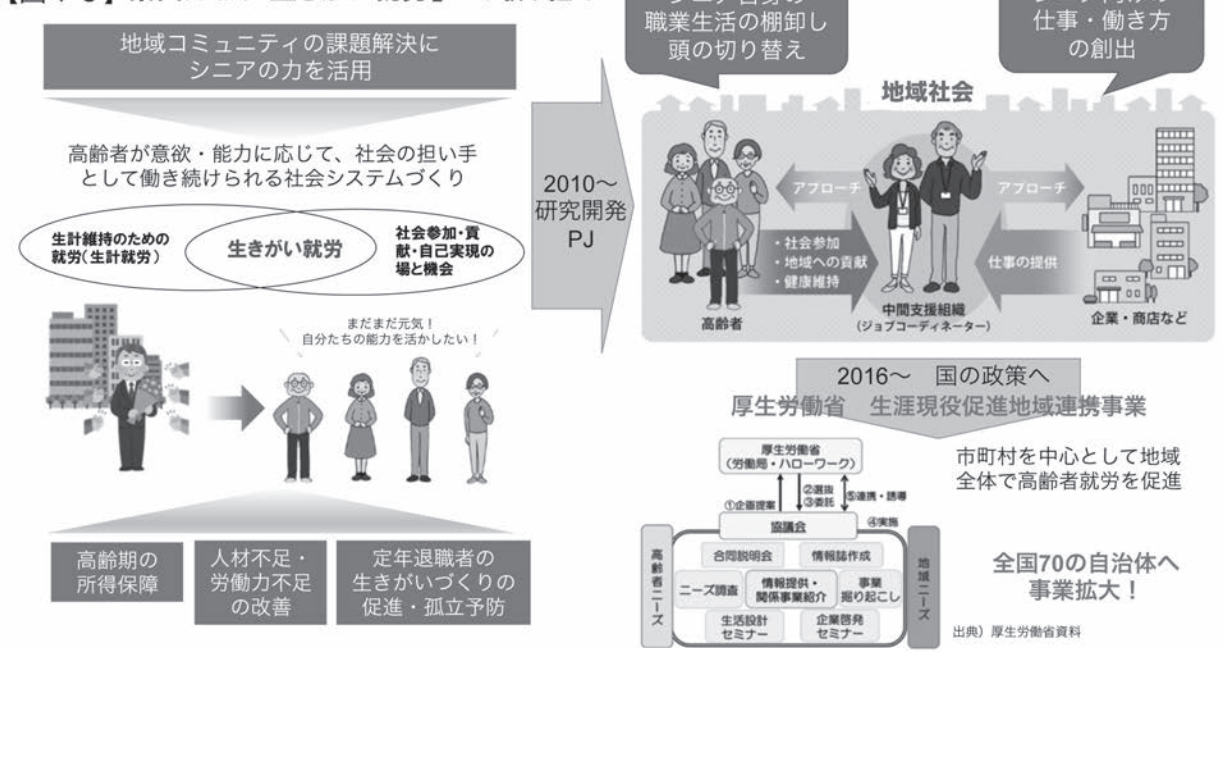 地域コミュニティの課題解決に
シニアの力を活用
高齢者が意欲・能力に応じて、社会の担い手
として働き続けられる社会システムづくり
生計維持のための
就労(生計就労)
生きがい就労
社会参加・貢
献・自己実現の
場と機会
まだまだ元気!
自分たちの能力を活かしたい!
高齢期の
所得保障
人材不足・
労働力不足
の改善
定年退職者の
生きがいづくりの
促進・孤立予防
2010〜
研究開発
PJ
職業生活の棚卸し
頭の切り替え
仕事・働き方
の創出
地域社会
アプローチ
アプローチ
・社会参加
・地域への貢献
・健康維持
仕事の提供
高齢者
中間支援組織
(ジョブコーディネーター)
企業・商店など
2016〜 国の政策へ
厚生労働省 生涯現役促進地域連携事業
厚生労働省
(労働局・ハローワーク)
①企画提案
②選抜
③委託
⑤連携・誘導
協議会
④実施
高齢者ニーズ
合同説明会
情報誌作成
ニーズ調査
情報提供・
関係事業紹介
事業
掘り起こし
生活設計
セミナー
企業啓発
セミナー
地域ニーズ
市町村を中心として地域
全体で高齢者就労を促進
全国70の自治体へ
事業拡大!
出典)厚生労働省資料